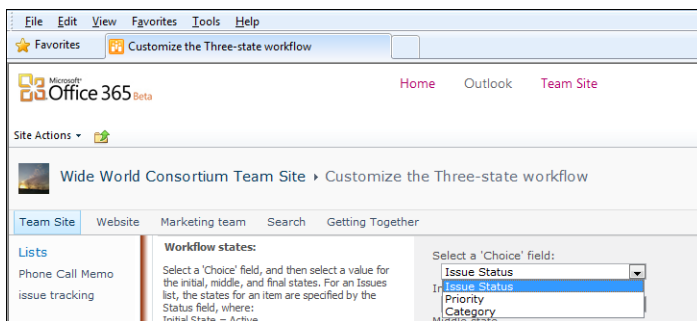 File Edit View Favorites Tools Help
Favorites Customize the Three-state workflow
Microsoft
Office 365 Beta
Home Outlook Team Site
Site Actions
Wide World Consortium Team Site Customize the Three-state workflow
Team Site Website Marketing team Search Getting Together
Lists
Phone Call Memo
issue tracking
Workflow states:
Select a 'Choice' field, and then select a value for
the initial, middle, and final states. For an Issues
list, the states for an item are specified by the
Status field, where:
Initial State = Active
Select a 'Choice' field:
Issue Status
Issue Status
Priority
Category
Middle state